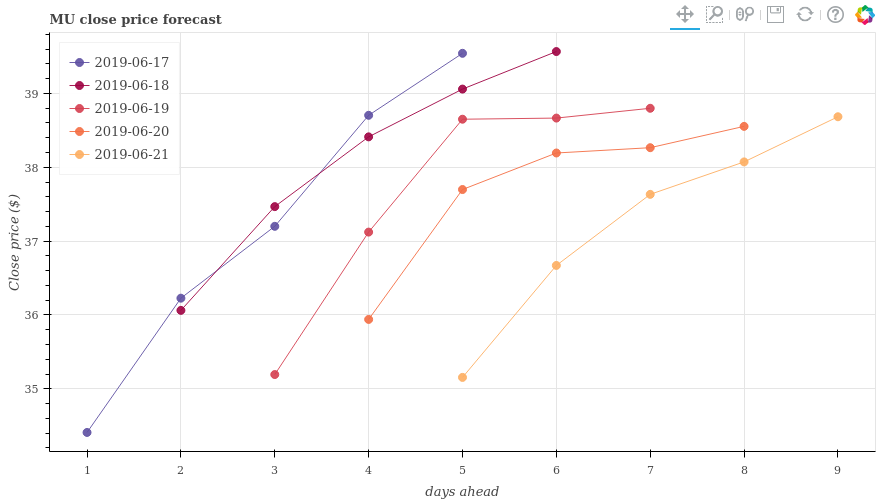 MU close price forecast
2019-06-17
2019-06-18
2019-06-19
2019-06-20
2019-06-21
Close price ($)
39
38
37
36
35
1 2 3 4 5 6 7 8 9
days ahead